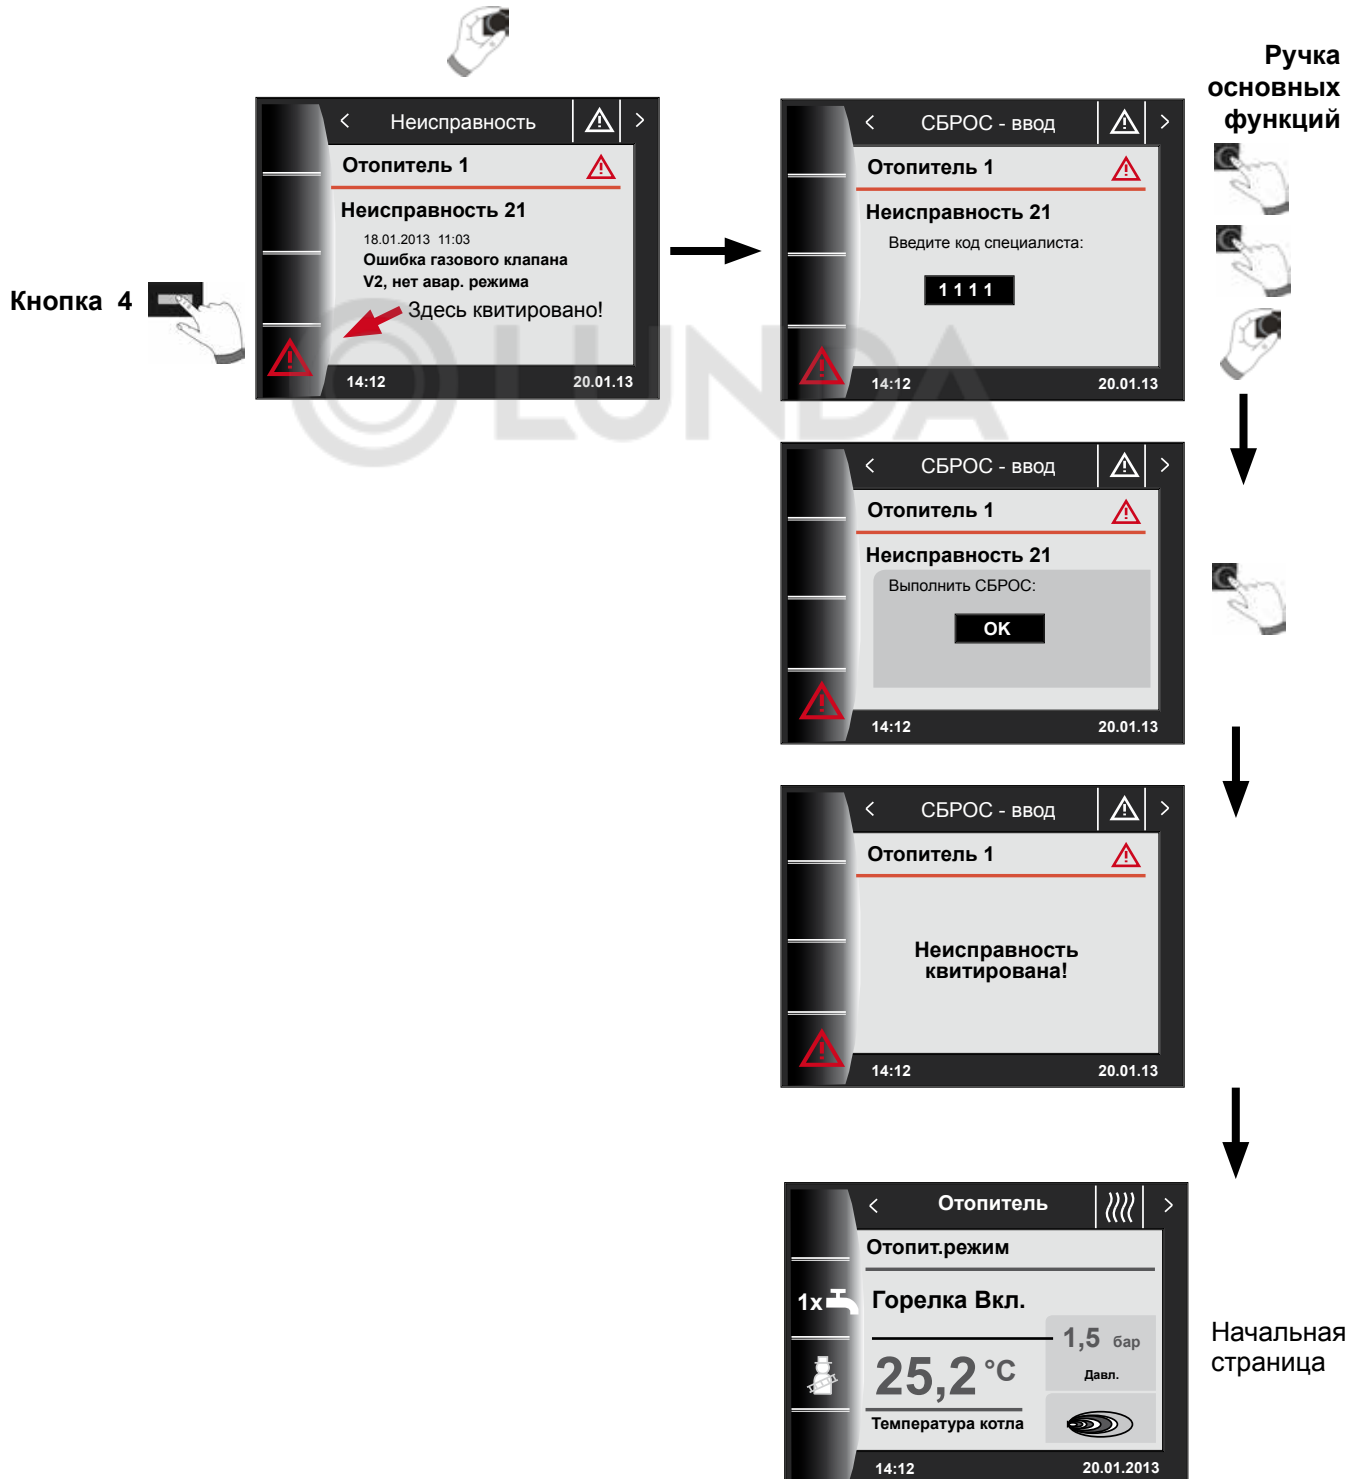 Ручка
основных
функций
< Неисправность >
Отопитель 1
Неисправность 21
18.01.2013 11:03
Ошибка газового клапана
V2, нет авар. режима
Здесь квитировано!
14:12 20.01.13
Кнопка 4
< СБРОС - ввод >
Отопитель 1
Неисправность 21
Введите код специалиста:
1 1 1 1
14:12 20.01.13
LUNDA
< СБРОС - ввод >
Отопитель 1
Неисправность 21
Выполнить СБРОС:
OK
14:12 20.01.13
< СБРОС - ввод >
Отопитель 1
Неисправность
квитирована!
14:12 20.01.13
< Отопитель >
Отопит.режим
1x
Горелка Вкл.
1,5 бар
Давл.
25,2 °C
Температура котла
14:12 20.01.2013
Начальная
страница